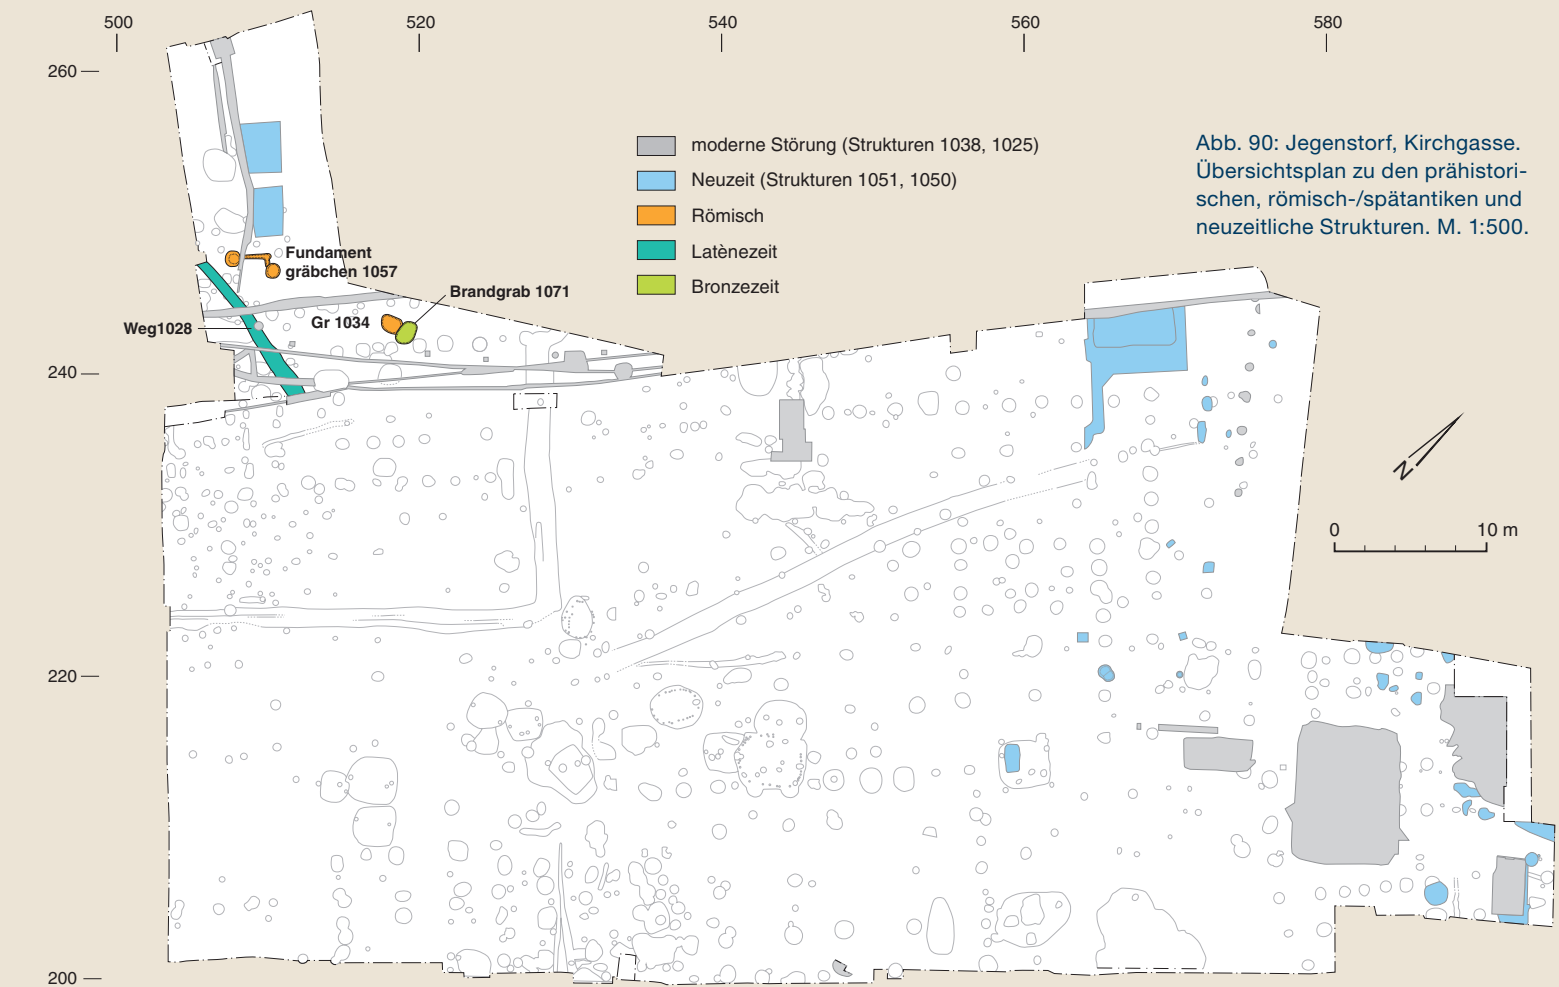 500
520
540
560
580
260
240
220
200
moderne Störung (Strukturen 1038, 1025)
Neuzeit (Strukturen 1051, 1050)
Römisch
Latènezeit
Bronzezeit
Abb. 90: Jegenstorf, Kirchgasse.
Übersichtsplan zu den prähistori-
schen, römisch-/spätantiken und
neuzeitliche Strukturen. M. 1:500.
Fundament
gräbchen 1057
Brandgrab 1071
Gr 1034
Weg1028
N
0 10 m